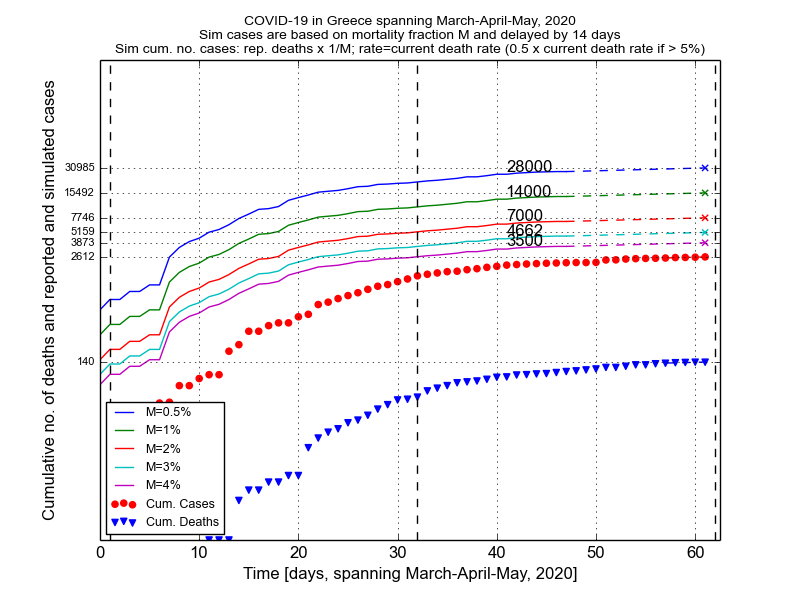 COVID-19 in Greece spanning March-April-May, 2020
Sim cases are based on mortality fraction M and delayed by 14 days
Sim cum. no. cases: rep. deaths x 1/M; rate=current death rate (0.5 x current death rate if > 5%)
Cumulative no. of deaths and reported and simulated cases
30985
15492
7746
5159
3873
2612
140
28000
14000
7000
4662
3500
M=0.5%
M=1%
M=2%
M=3%
M=4%
Cum. Cases
Cum. Deaths
0 10 20 30 40 50 60
Time [days, spanning March-April-May, 2020]